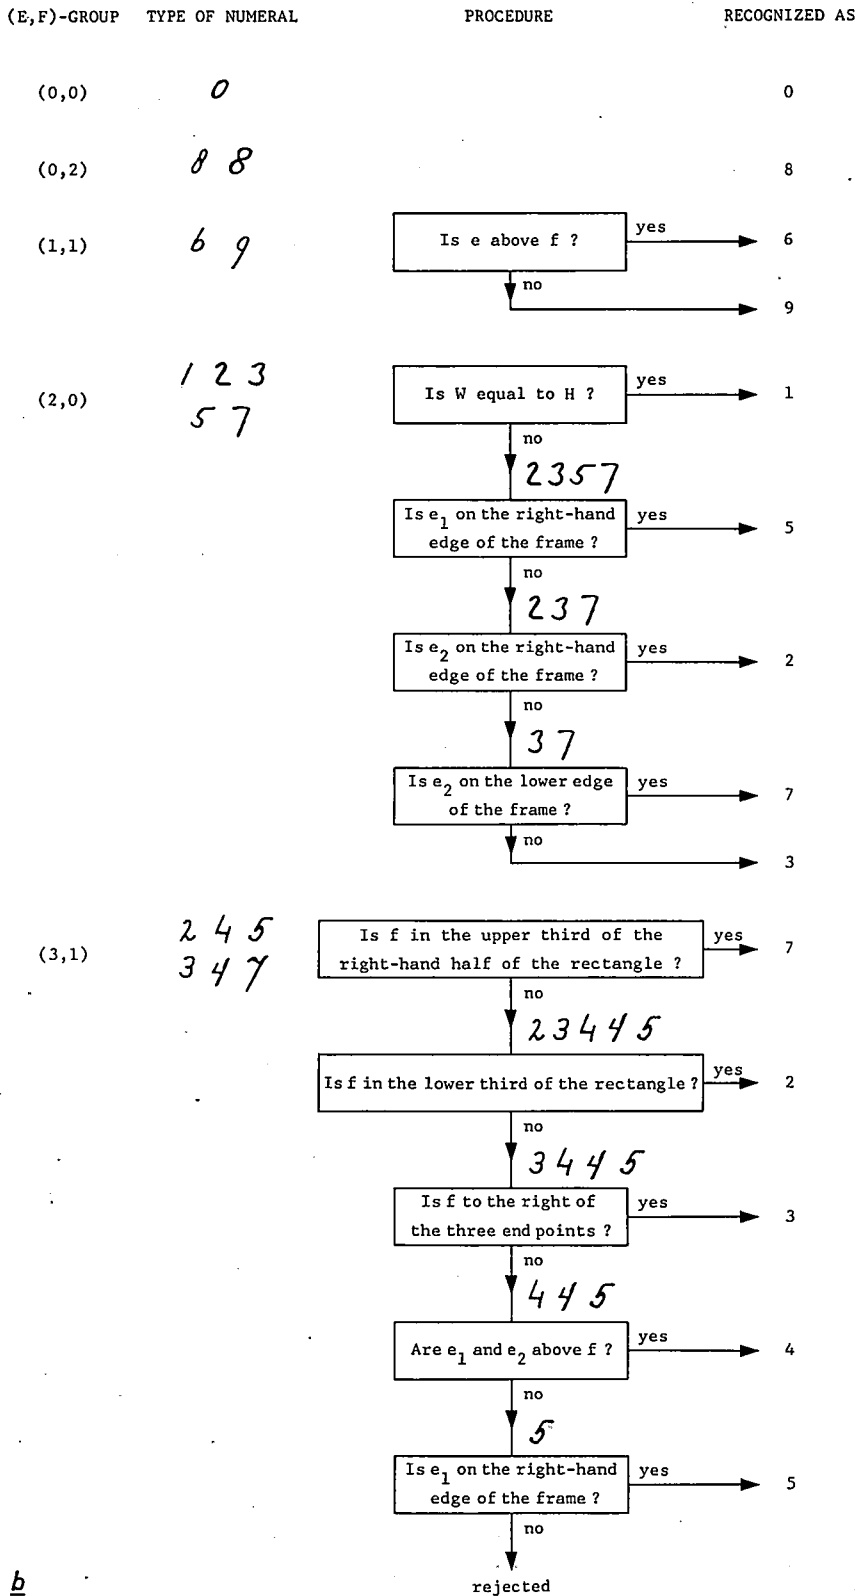 (E,F)-GROUP TYPE OF NUMERAL PROCEDURE RECOGNIZED AS
(0,0) 0 0
(0,2) 8 8 8
(1,1) 6 9 Is e above f ? yes 6
no
9
1 2 3
(2,0) Is W equal to H ? yes 1
5 7
no
2 3 5 7
Is e1 on the right-hand yes 5
edge of the frame ?
no
2 3 7
Is e2 on the right-hand yes 2
edge of the frame ?
no
3 7
Is e2 on the lower edge yes 7
of the frame ?
no
3
2 4 5 Is f in the upper third of the yes 7
(3,1)
3 4 7 right-hand half of the rectangle ?
no
2 3 4 4 5
Is f in the lower third of the rectangle ? yes 2
no
3 4 4 5
Is f to the right of yes 3
the three end points ?
no
4 4 5
Are e1 and e2 above f ? yes 4
no
5
Is e1 on the right-hand yes 5
edge of the frame ?
no
rejected
b